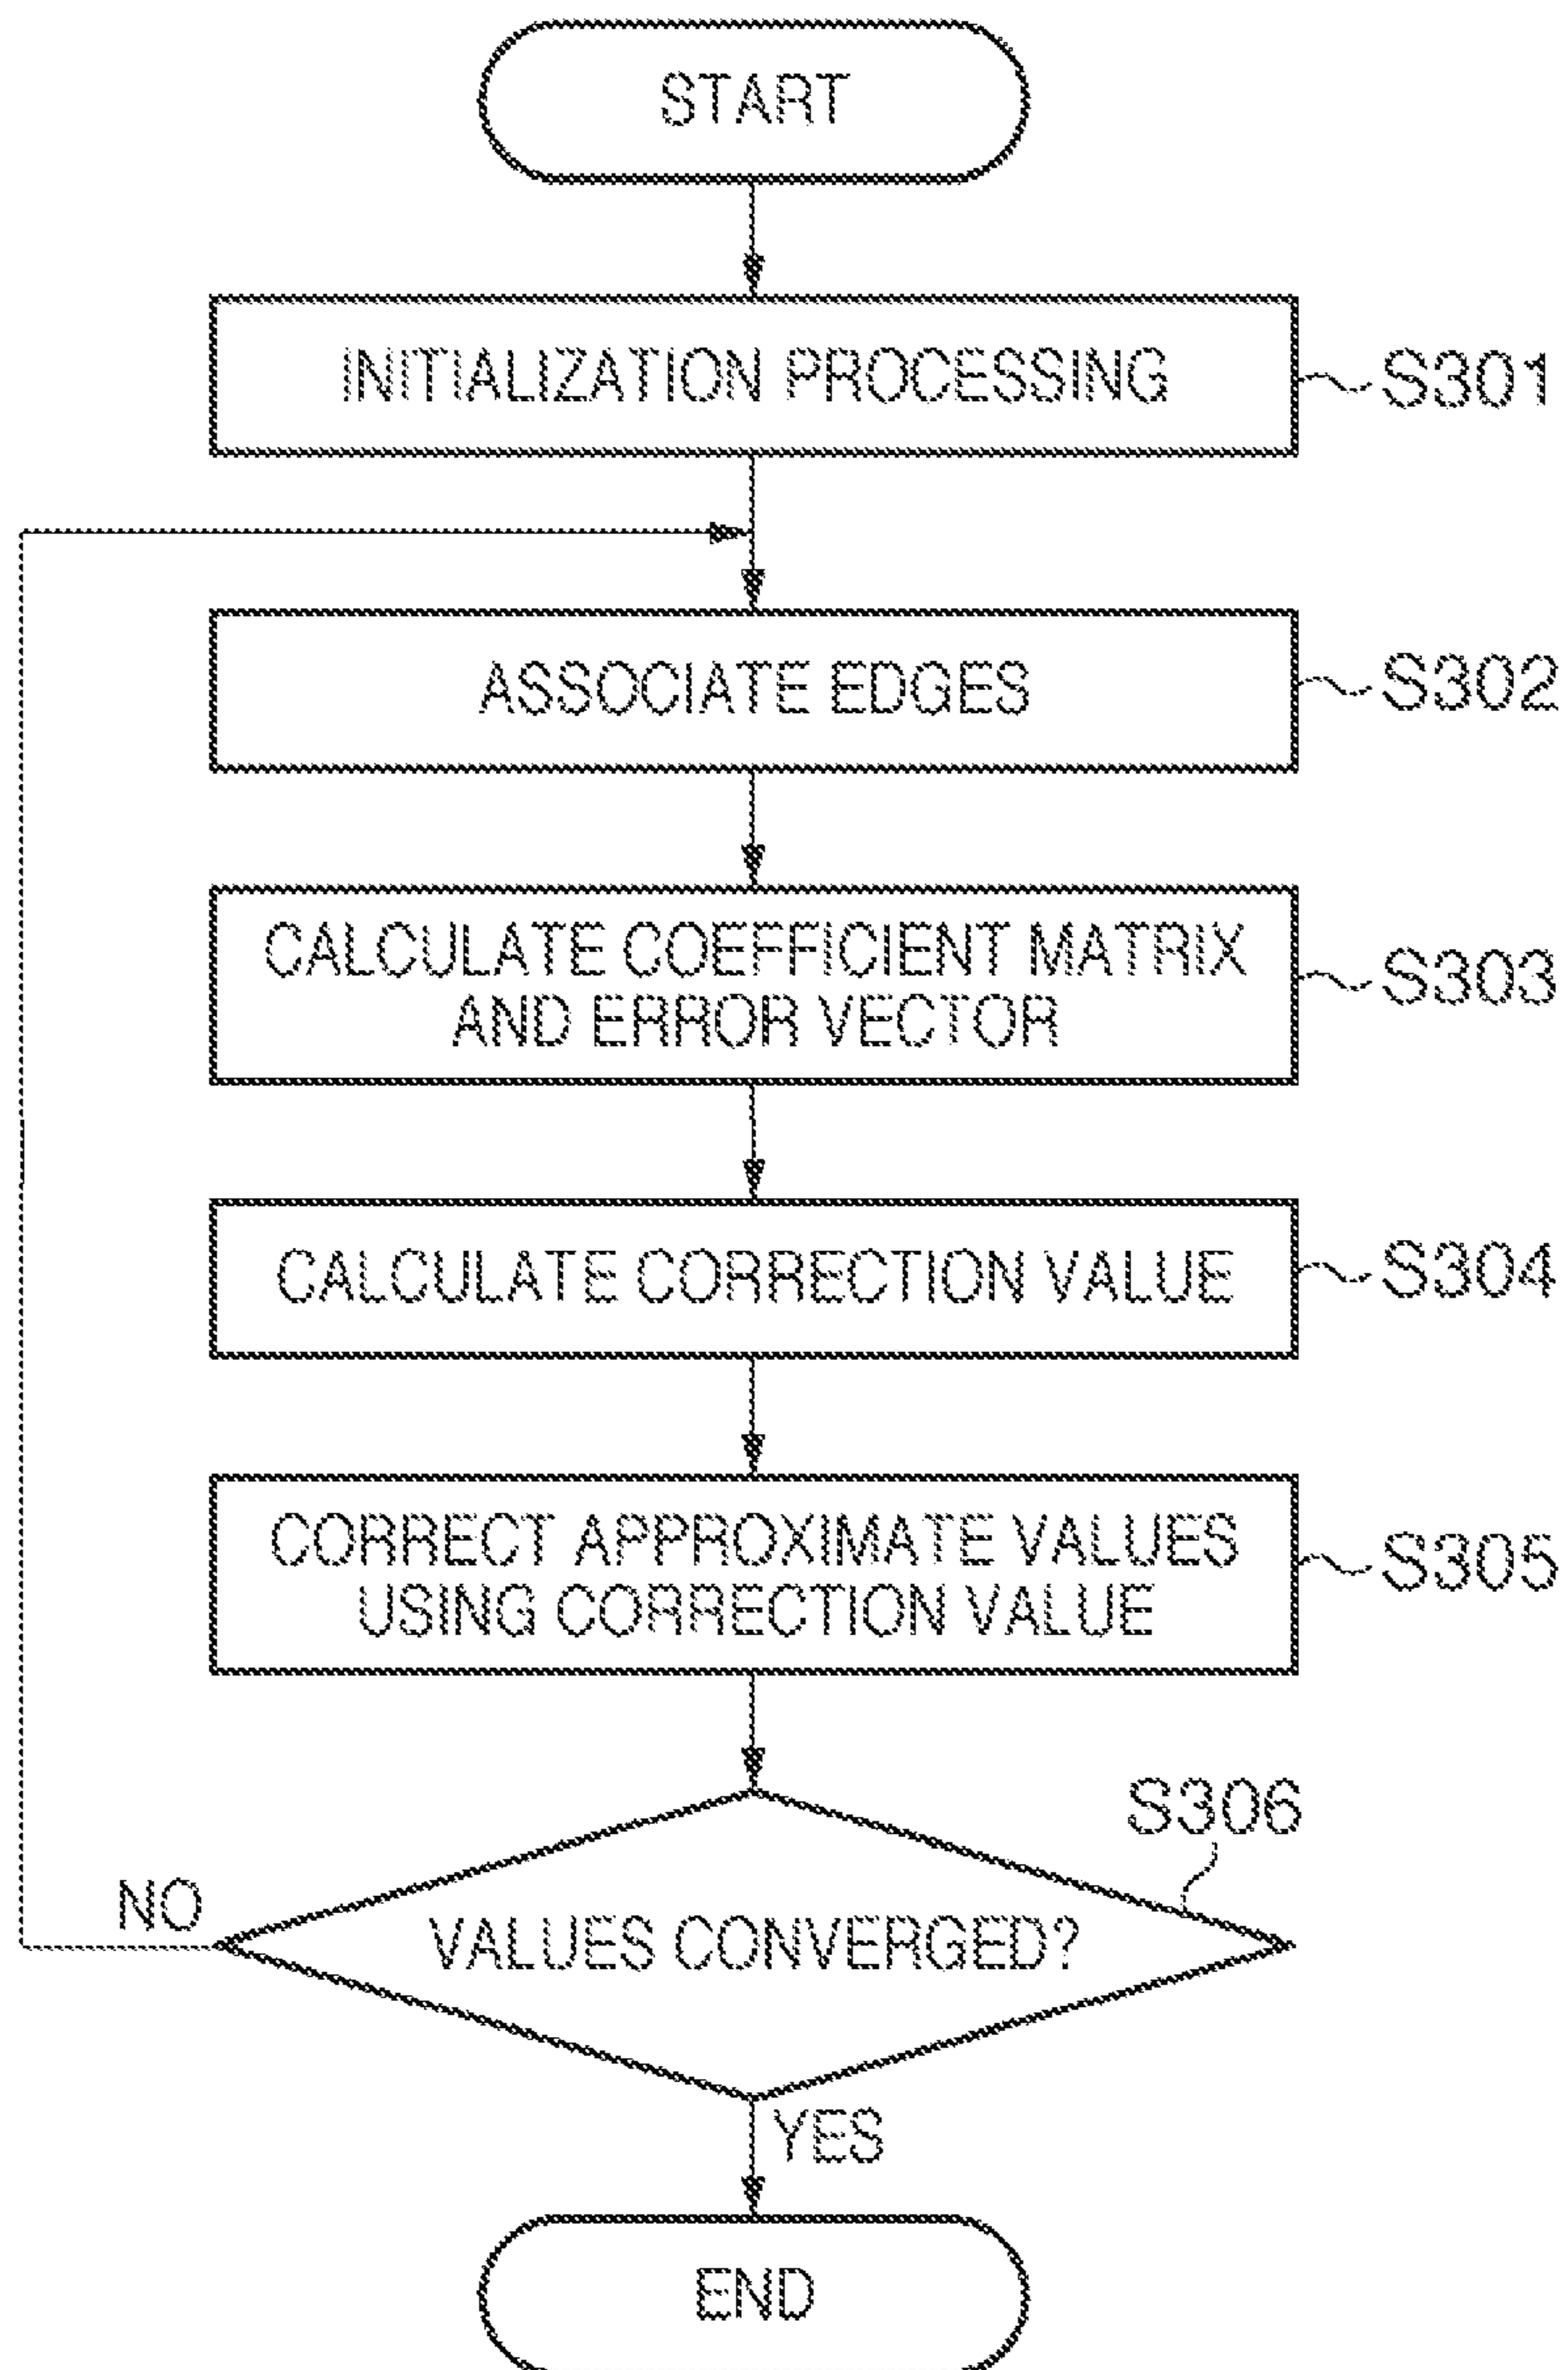 START
INITIALIZATION PROCESSING
S301
ASSOCIATE EDGES
S302
CALCULATE COEFFICIENT MATRIX
AND ERROR VECTOR
S303
CALCULATE CORRECTION VALUE
S304
CORRECT APPROXIMATE VALUES
USING CORRECTION VALUE
S305
S306
NO
VALUES CONVERGED?
YES
END